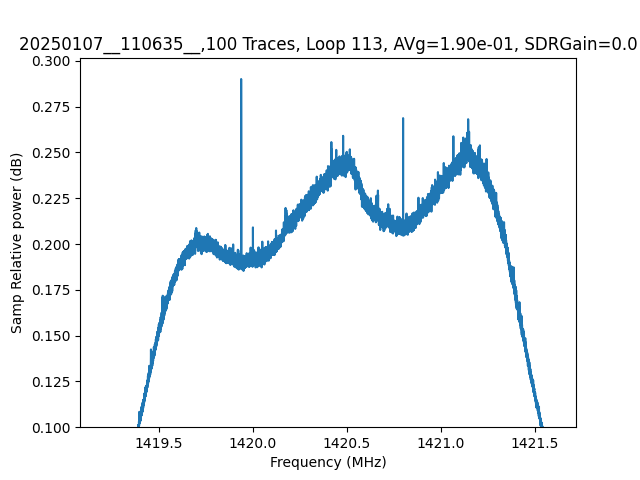 20250107__110635__,100 Traces, Loop 113, AVg=1.90e-01, SDRGain=0.0
0.300
0.275
0.250
0.225
0.200
0.175
0.150
0.125
0.100
Samp Relative power (dB)
1419.5 1420.0 1420.5 1421.0 1421.5
Frequency (MHz)